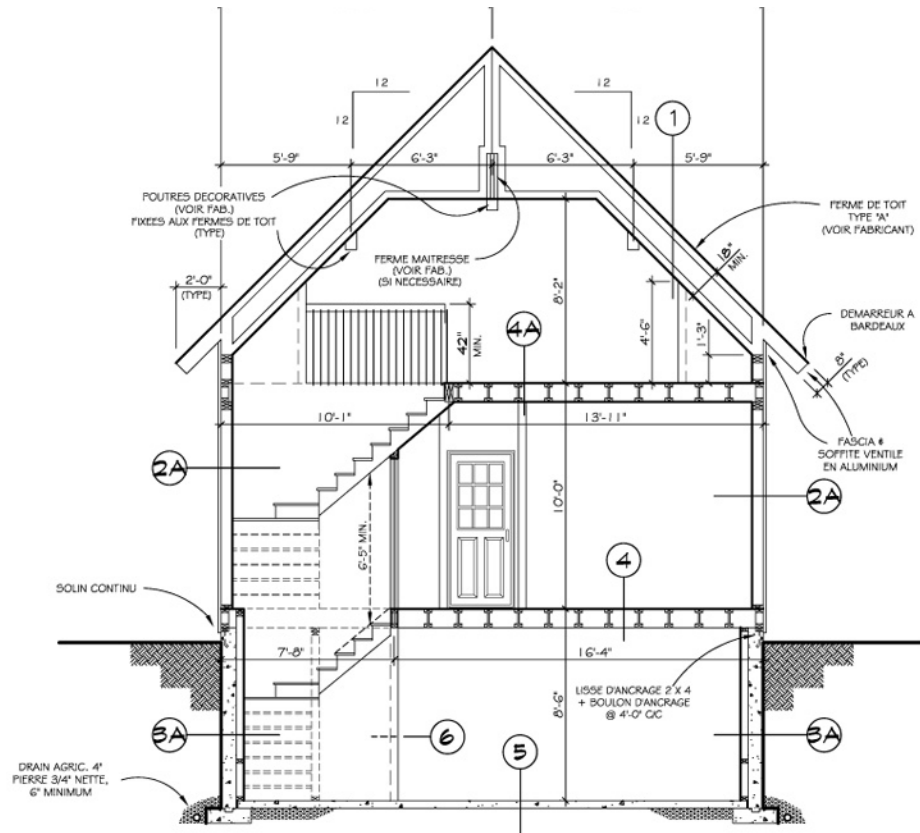 12
12
12
12
1
5'-9"
6'-3"
6'-3"
5'-9"
POUTRES DECORATIVES
(VOIR FAB.)
FIXEES AUX FERMES DE TOIT
(TYPE)
FERME DE TOIT
TYPE "A"
(VOIR FABRICANT)
FERME MAITRESSE
(VOIR FAB.)
(SI NECESSAIRE)
18"
MIN.
2'-0"
(TYPE)
8'-2"
4'-6"
1'-3"
DEMARREUR A
BARDEAUX
42"
MIN.
4A
8"
(TYPE)
10'-1"
13'-11"
FASCIA &
SOFFITE VENTILE
EN ALUMINIUM
2A
2A
10'-0"
6'-5" MIN.
4
SOLIN CONTINU
7'-8"
16'-4"
LISSE D'ANCRAGE 2 X 4
+ BOULON D'ANCRAGE
@ 4'-0" C/C
8'-6"
3A
6
5
3A
DRAIN AGRIC. 4"
PIERRE 3/4" NETTE,
6" MINIMUM